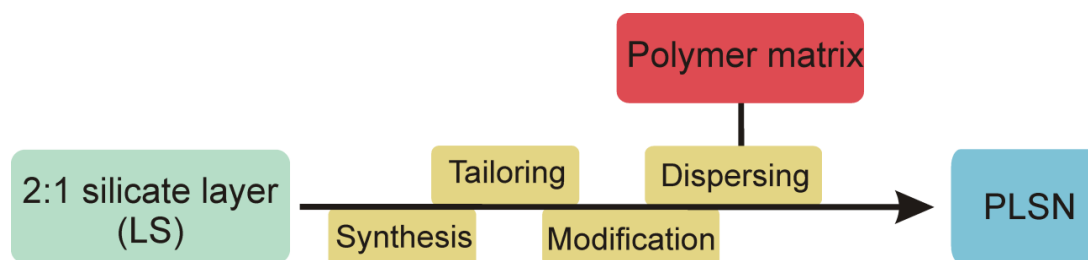 Polymer matrix
2:1 silicate layer
(LS)
Tailoring
Dispersing
Synthesis
Modification
PLSN